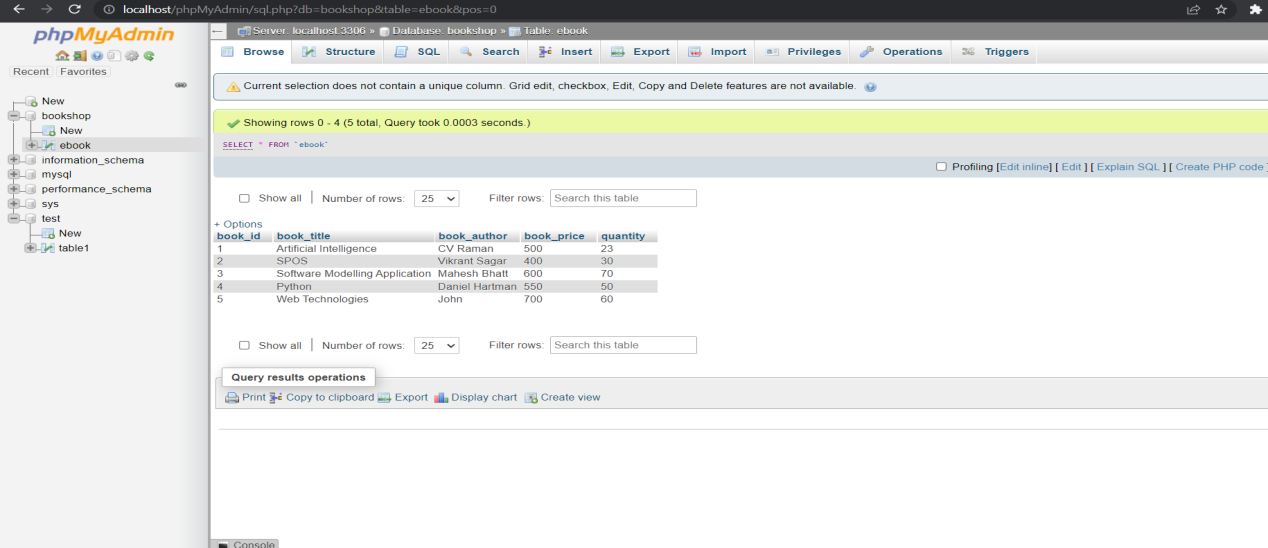 localhost/phpMyAdmin/sql.php?db=bookshop&table=ebook&pos=0
phpMyAdmin
Recent Favorites
New
bookshop
New
ebook
information_schema
mysql
performance_schema
sys
test
New
table1
Server: localhost:3306 » Database: bookshop » Table: ebook
Browse Structure SQL Search Insert Export Import Privileges Operations Triggers
Current selection does not contain a unique column. Grid edit, checkbox, Edit, Copy and Delete features are not available.
Showing rows 0 - 4 (5 total, Query took 0.0003 seconds.)
SELECT * FROM `ebook`
Profiling [Edit inline] [ Edit ] [ Explain SQL ] [ Create PHP code ]
Show all Number of rows: 25 Filter rows: Search this table
+ Options
book_id book_title book_author book_price quantity
1 Artificial Intelligence CV Raman 500 23
2 SPOS Vikrant Sagar 400 30
3 Software Modelling Application Mahesh Bhatt 600 70
4 Python Daniel Hartman 550 50
5 Web Technologies John 700 60
Show all Number of rows: 25 Filter rows: Search this table
Query results operations
Print Copy to clipboard Export Display chart Create view
Console